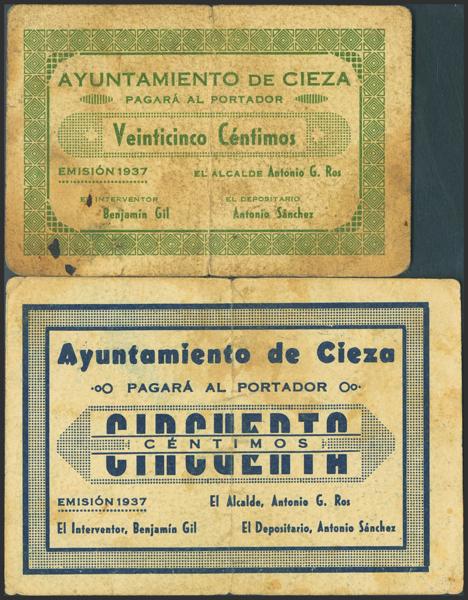 AYUNTAMIENTO DE CIEZA
PAGARÁ AL PORTADOR
Veinticinco Céntimos
EMISIÓN 1937 EL ALCALDE Antonio G. Ros
EL INTERVENTOR EL DEPOSITARIO
Benjamín Gil Antonio Sánchez
Ayuntamiento de Cieza
PAGARÁ AL PORTADOR
CINCUENTA
CÉNTIMOS
CINCUENTA
EMISIÓN 1937 El Alcalde, Antonio G. Ros
El Interventor, Benjamín Gil El Depositario, Antonio Sánchez